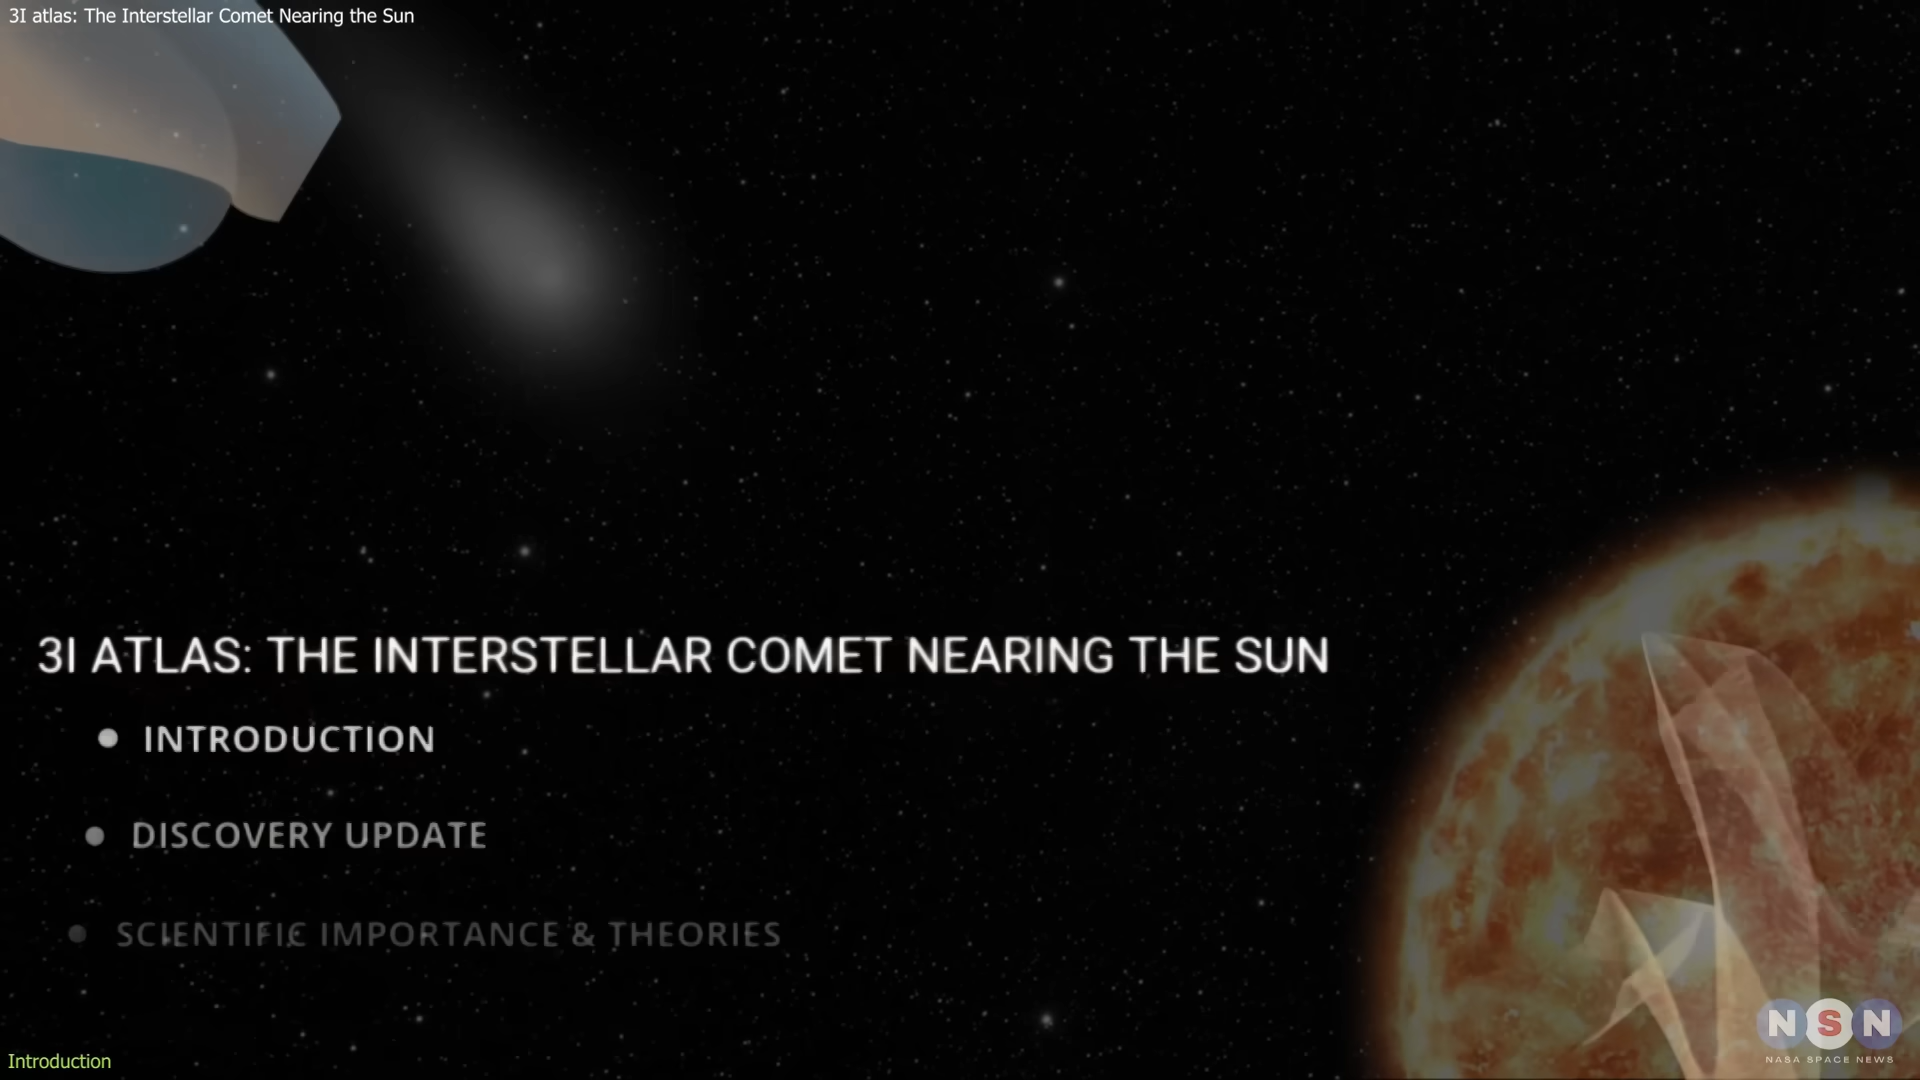 3I atlas: The Interstellar Comet Nearing the Sun
3I ATLAS: THE INTERSTELLAR COMET NEARING THE SUN
INTRODUCTION
DISCOVERY UPDATE
SCIENTIFIC IMPORTANCE & THEORIES
NSN
NASA SPACE NEWS
Introduction